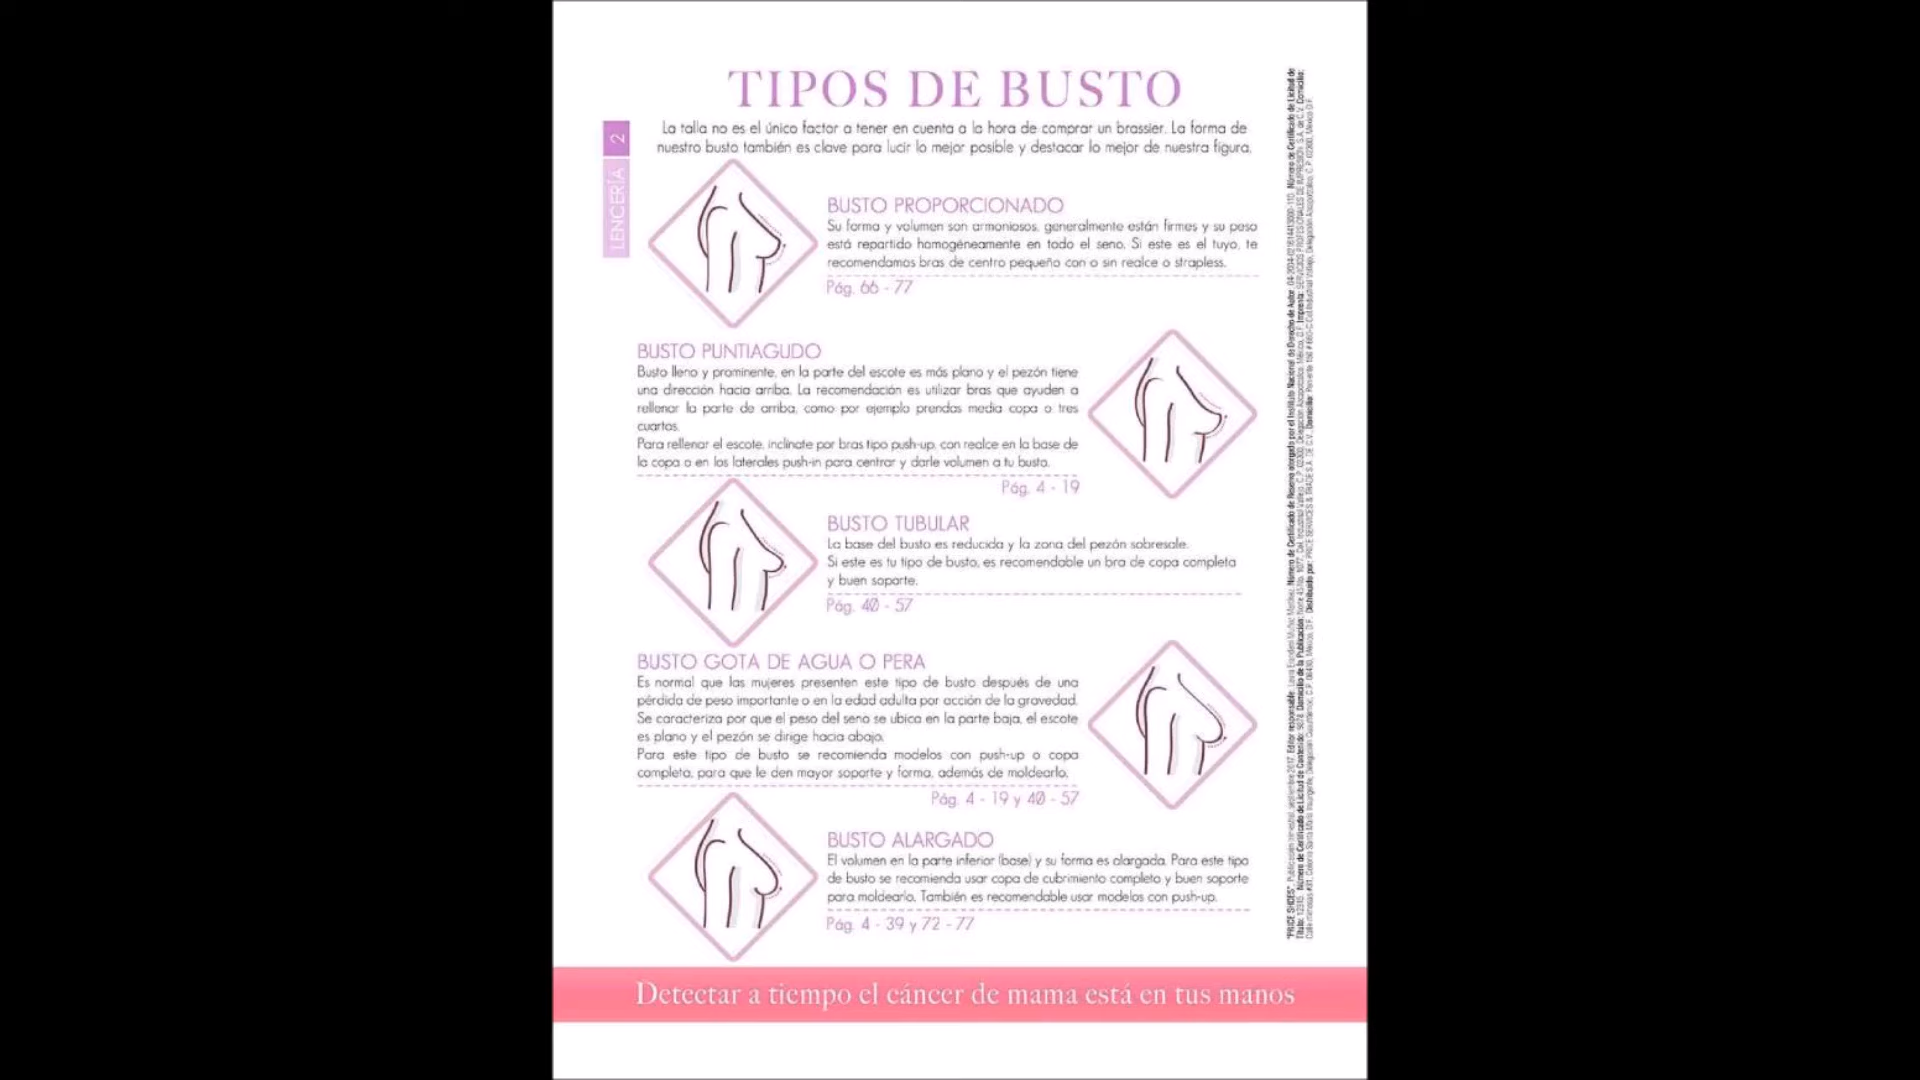 TIPOS DE BUSTO
La talla no es el único factor a tener en cuenta a la hora de comprar un brassier. La forma de
nuestro busto también es clave para lucir lo mejor posible y destacar lo mejor de nuestra figura.
2
LENCERÍA
BUSTO PROPORCIONADO
Su forma y volumen son armoniosos, generalmente están firmes y su peso
está repartido homogéneamente en todo el seno. Si este es el tuyo, te
recomendamos bras de centro pequeño con o sin realce o strapless.
Pág. 66 - 77
BUSTO PUNTIAGUDO
Busto lleno y prominente, en la parte del escote es más plano y el pezón tiene
una dirección hacia arriba. La recomendación es utilizar bras que ayuden a
rellenar la parte de arriba, como por ejemplo prendas media copa o tres
cuartos.
Para rellenar el escote, inclínate por bras tipo push-up, con realce en la base de
la copa o en los laterales push-in para centrar y darle volumen a tu busto.
Pág. 4 - 19
BUSTO TUBULAR
La base del busto es reducida y la zona del pezón sobresale.
Si este es tu tipo de busto, es recomendable un bra de copa completa
y buen soporte.
Pág. 40 - 57
BUSTO GOTA DE AGUA O PERA
Es normal que las mujeres presenten este tipo de busto después de una
pérdida de peso importante o en la edad adulta por acción de la gravedad.
Se caracteriza por que el peso del seno se ubica en la parte baja, el escote
es plano y el pezón se dirige hacia abajo.
Para este tipo de busto se recomienda modelos con push-up o copa
completa, para que le den mayor soporte y forma, además de moldearlo.
Pág. 4 - 19 y 40 - 57
BUSTO ALARGADO
El volumen en la parte inferior (base) y su forma es alargada. Para este tipo
de busto se recomienda usar copa de cubrimiento completo y buen soporte
para moldearlo. También es recomendable usar modelos con push-up.
Pág. 4 - 39 y 72 - 77
Detectar a tiempo el cáncer de mama está en tus manos